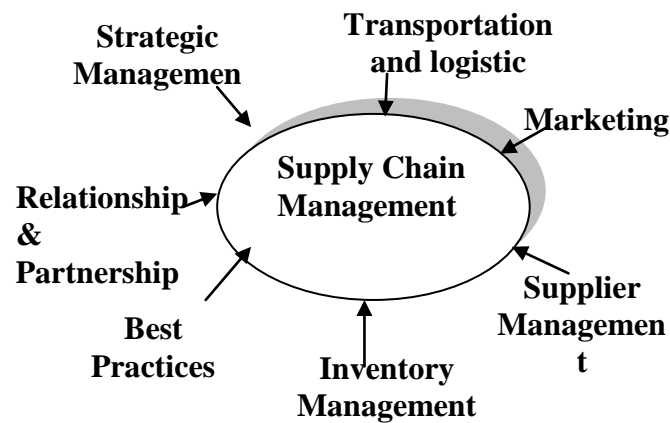 Strategic
Managemen
Transportation
and logistic
Marketing
Supply Chain
Management
Relationship
&
Partnership
Supplier
Managemen
t
Best
Practices
Inventory
Management